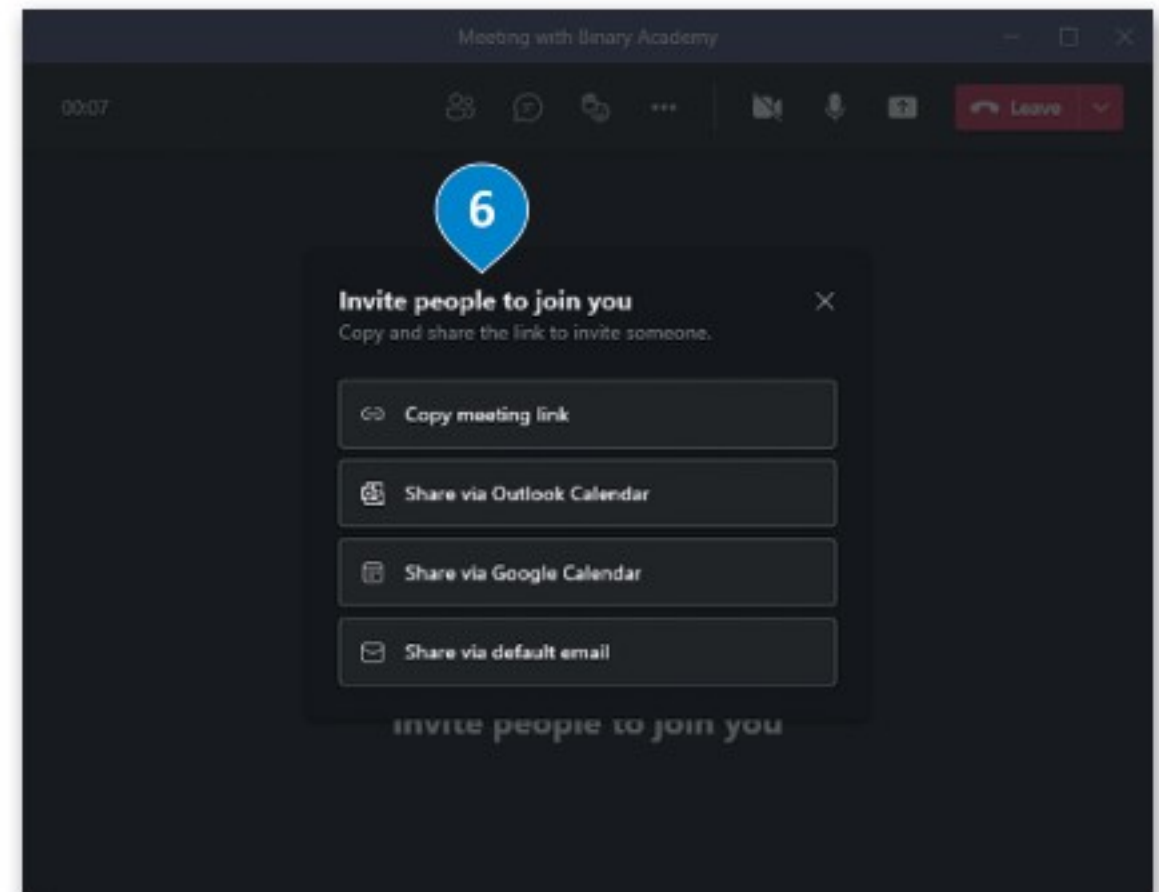 Meeting with Binary Academy
00:07
Leave
6
Invite people to join you
Copy and share the link to invite someone.
Copy meeting link
Share via Outlook Calendar
Share via Google Calendar
Share via default email
Invite people to join you